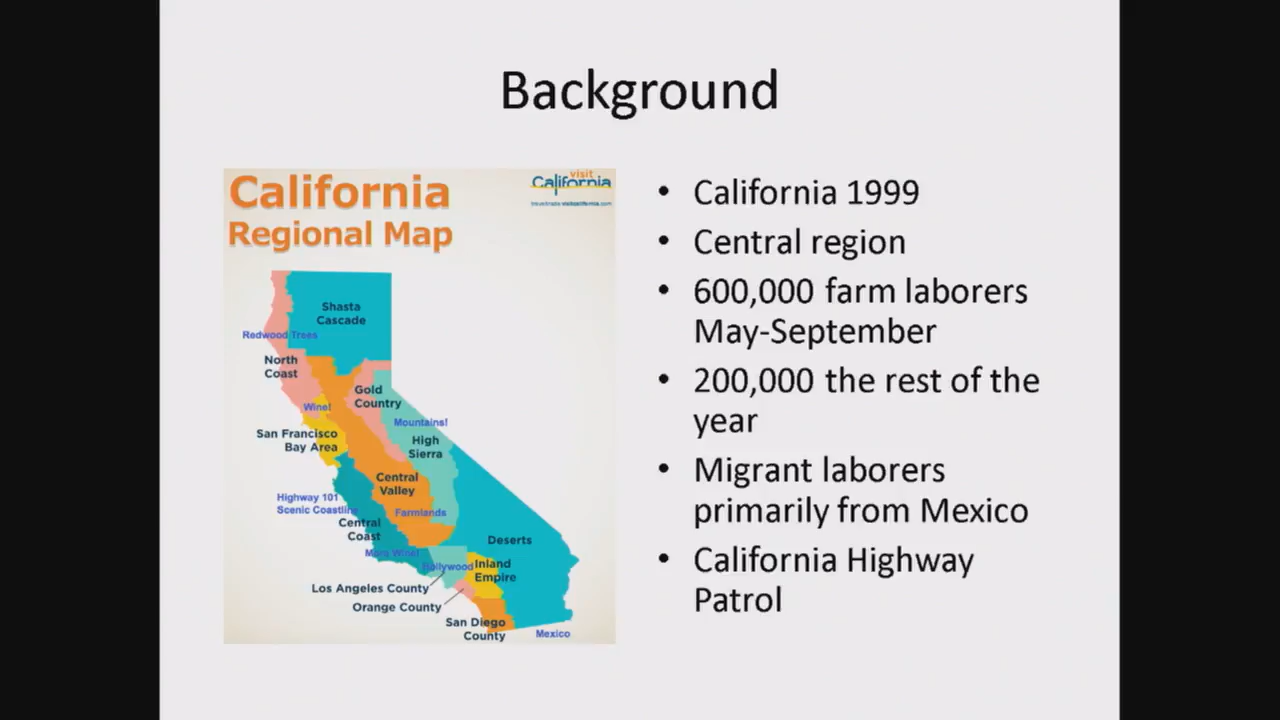 Background
California
Regional Map
visit
California
• California 1999
• Central region
• 600,000 farm laborers
May-September
• 200,000 the rest of the
year
• Migrant laborers
primarily from Mexico
• California Highway
Patrol
Shasta
Cascade
Redwood Trees
North
Coast
Gold
Country
Wine!
Mountains!
San Francisco
Bay Area
High
Sierra
Central
Valley
Highway 101
Scenic Coastline
Farmlands
Central
Coast
Deserts
More Wine!
Hollywood
Inland
Empire
Los Angeles County
Orange County
San Diego
County
Mexico